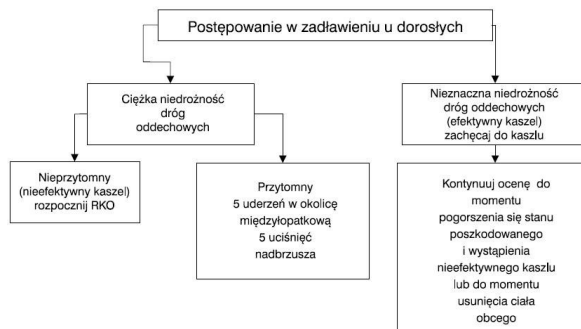 Postępowanie w zadławieniu u dorosłych
Ciężka niedrożność
dróg
oddechowych
Nieznaczna niedrożność
dróg oddechowych
(efektywny kaszel)
zachęcaj do kaszlu
Nieprzytomny
(nieefektywny kaszel)
rozpocznij RKO
Przytomny
5 uderzeń w okolicę
międzyłopatkową
5 uciśnięć
nadbrzusza
Kontynuuj ocenę do
momentu
pogorszenia się stanu
poszkodowanego
i wystąpienia
nieefektywnego kaszlu
lub do momentu
usunięcia ciała
obcego